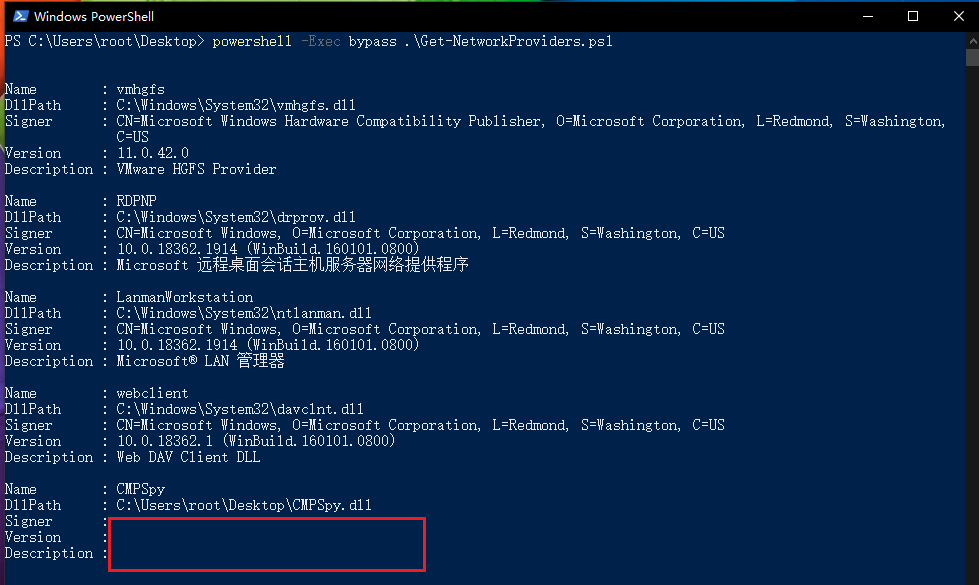 Windows PowerShell
PS C:\Users\root\Desktop> powershell -Exec bypass .\Get-NetworkProviders.ps1
Name        : vmhgfs
DllPath     : C:\Windows\System32\vmhgfs.dll
Signer      : CN=Microsoft Windows Hardware Compatibility Publisher, O=Microsoft Corporation, L=Redmond, S=Washington,
              C=US
Version     : 11.0.42.0
Description : VMware HGFS Provider
Name        : RDPNP
DllPath     : C:\Windows\System32\drprov.dll
Signer      : CN=Microsoft Windows, O=Microsoft Corporation, L=Redmond, S=Washington, C=US
Version     : 10.0.18362.1914 (WinBuild.160101.0800)
Description : Microsoft 远程桌面会话主机服务器网络提供程序
Name        : LanmanWorkstation
DllPath     : C:\Windows\System32\ntlanman.dll
Signer      : CN=Microsoft Windows, O=Microsoft Corporation, L=Redmond, S=Washington, C=US
Version     : 10.0.18362.1914 (WinBuild.160101.0800)
Description : Microsoft® LAN 管理器
Name        : webclient
DllPath     : C:\Windows\System32\davclnt.dll
Signer      : CN=Microsoft Windows, O=Microsoft Corporation, L=Redmond, S=Washington, C=US
Version     : 10.0.18362.1 (WinBuild.160101.0800)
Description : Web DAV Client DLL
Name        : CMPSpy
DllPath     : C:\Users\root\Desktop\CMPSpy.dll
Signer      :
Version     :
Description :